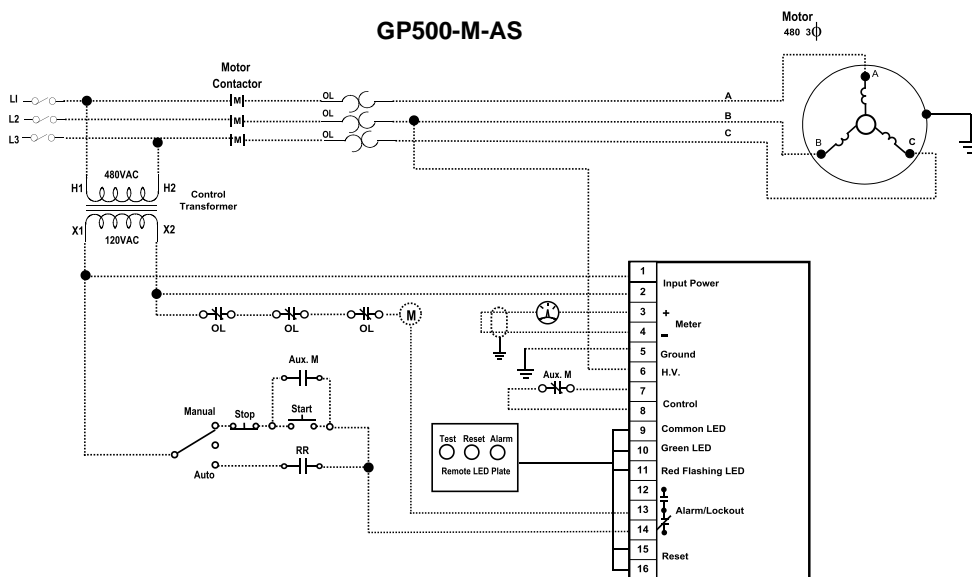 GP500-M-AS
Motor
480 3ϕ
Motor
Contactor
LI
M
OL
A
A
L2
M
OL
B
L3
M
OL
C
B
C
480VAC
H1
H2
Control
Transformer
X1
X2
120VAC
1
Input Power
2
3
+
Meter
4
-
5
Ground
6
H.V.
7
Control
8
9
Common LED
10
Green LED
11
Red Flashing LED
12
13
Alarm/Lockout
14
15
Reset
16
OL
OL
OL
M
Aux. M
Aux. M
Manual
Stop
Start
RR
Auto
Test Reset Alarm
Remote LED Plate